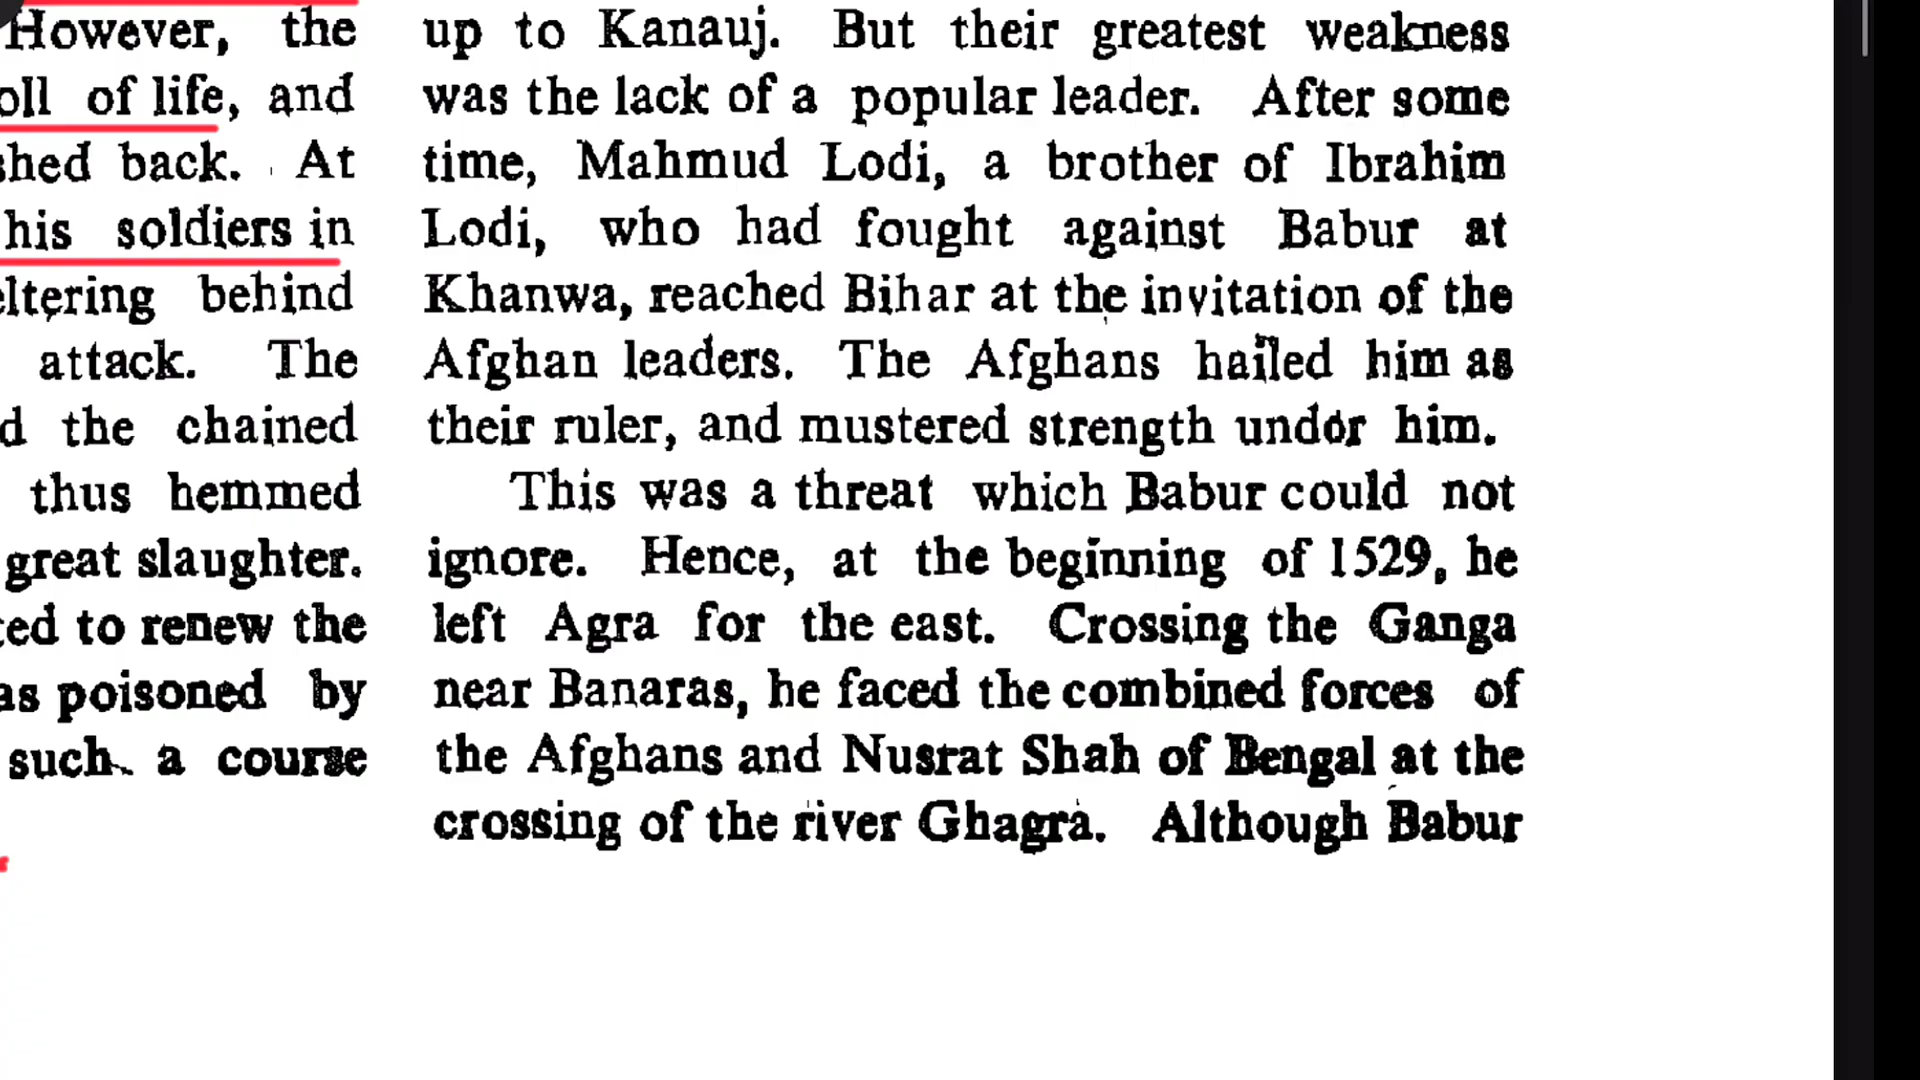 However, the
of life, and
back. At
his soldiers in
behind
attack. The
the chained
thus hemmed
great slaughter.
to renew the
poisoned by
such a course
up to Kanauj. But their greatest weakness
was the lack of a popular leader. After some
time, Mahmud Lodi, a brother of Ibrahim
Lodi, who had fought against Babur at
Khanwa, reached Bihar at the invitation of the
Afghan leaders. The Afghans hailed him as
their ruler, and mustered strength under him.
This was a threat which Babur could not
ignore. Hence, at the beginning of 1529, he
left Agra for the east. Crossing the Ganga
near Banaras, he faced the combined forces of
the Afghans and Nusrat Shah of Bengal at the
crossing of the river Ghagra. Although Babur